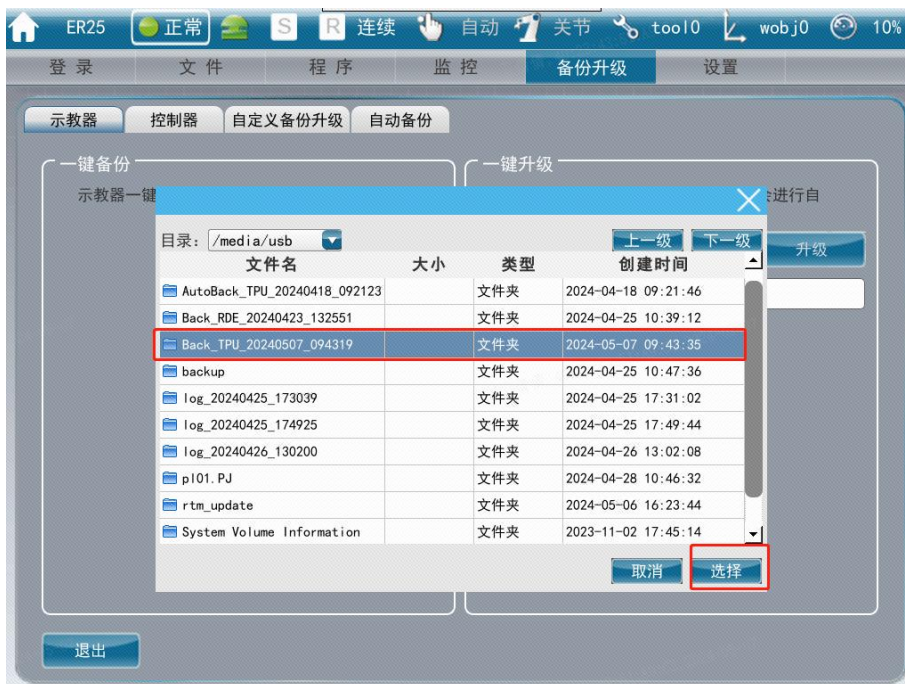 ER25 正常 S R 连续 自动 关节 tool0 wobj0 10%
登录 文件 程序 监控 备份升级 设置
示教器 控制器 自定义备份升级 自动备份
一键备份 一键升级
示教器一键 进行自
目录： /media/usb 上一级 下一级
升级
文件名 大小 类型 创建时间
AutoBack_TPU_20240418_092123 文件夹 2024-04-18 09:21:46
Back_RDE_20240423_132551 文件夹 2024-04-25 10:39:12
Back_TPU_20240507_094319 文件夹 2024-05-07 09:43:35
backup 文件夹 2024-04-25 10:47:36
log_20240425_173039 文件夹 2024-04-25 17:31:02
log_20240425_174925 文件夹 2024-04-25 17:49:44
log_20240426_130200 文件夹 2024-04-26 13:02:08
pl01.PJ 文件夹 2024-04-28 10:46:32
rtm_update 文件夹 2024-05-06 16:23:44
System Volume Information 文件夹 2023-11-02 17:45:14
取消 选择
退出